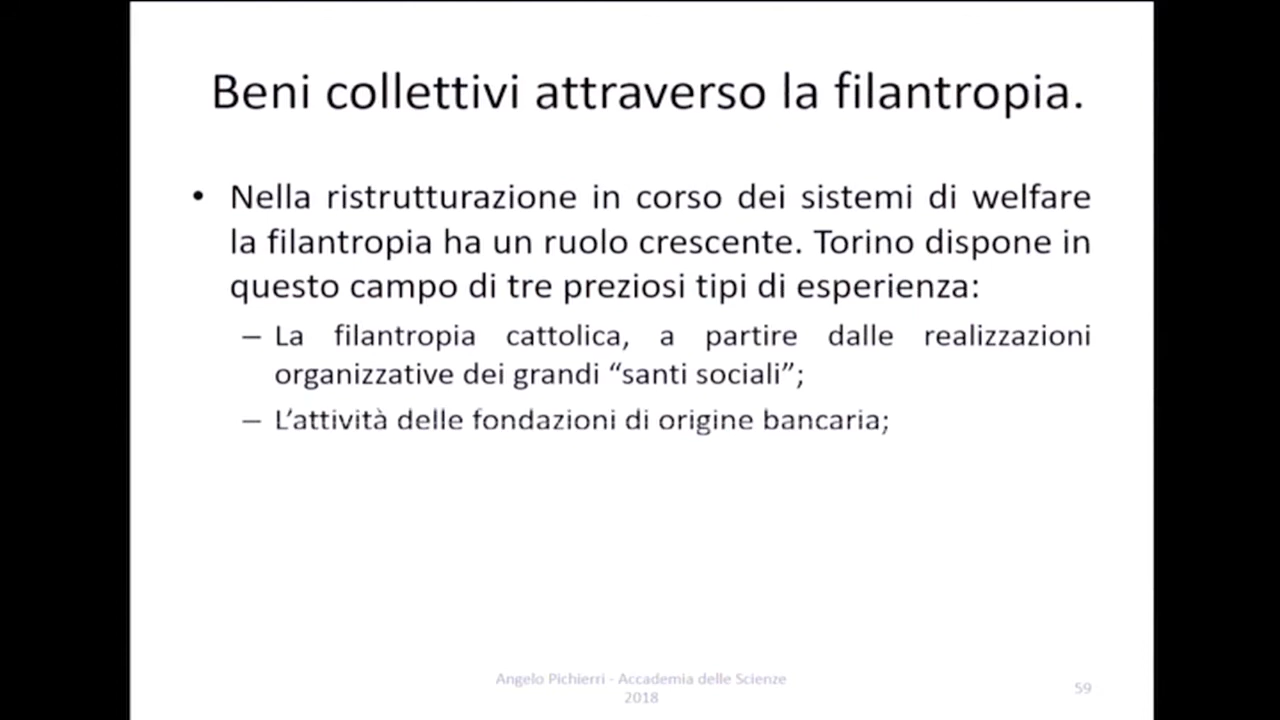 Beni collettivi attraverso la filantropia.
• Nella ristrutturazione in corso dei sistemi di welfare
la filantropia ha un ruolo crescente. Torino dispone in
questo campo di tre preziosi tipi di esperienza:
– La filantropia cattolica, a partire dalle realizzazioni
organizzative dei grandi “santi sociali”;
– L’attività delle fondazioni di origine bancaria;
Angelo Pichierri - Accademia delle Scienze
2018
59